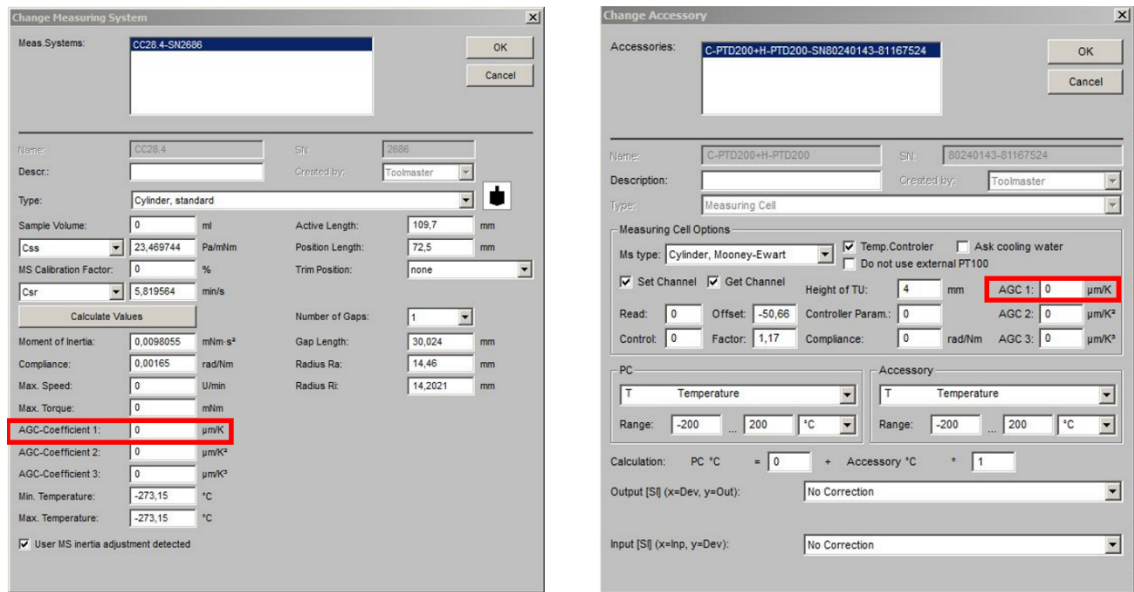 Change Measuring System
Meas.Systems: CC28.4-SN2686 OK
Cancel
Name: CC28.4 SN: 2686
Descr.: Created by: Toolmaster
Type: Cylinder, standard
Sample Volume: 0 ml Active Length: 109,7 mm
Css 23,469744 Pa/mNm Position Length: 72,5 mm
MS Calibration Factor: 0 % Trim Position: none
Csr 5,819564 min/s
Calculate Values Number of Gaps: 1
Moment of Inertia: 0,0098055 mNm·s² Gap Length: 30,024 mm
Compliance: 0,00165 rad/Nm Radius Ra: 14,46 mm
Max. Speed: 0 U/min Radius Ri: 14,2021 mm
Max. Torque: 0 mNm
AGC-Coefficient 1: 0 µm/K
AGC-Coefficient 2: 0 µm/K²
AGC-Coefficient 3: 0 µm/K³
Min. Temperature: -273,15 °C
Max. Temperature: -273,15 °C
User MS inertia adjustment detected
Change Accessory
Accessories: C-PTD200+H-PTD200-SN80240143-81167524 OK
Cancel
Name: C-PTD200+H-PTD200 SN: 80240143-81167524
Description: Created by: Toolmaster
Type: Measuring Cell
Measuring Cell Options
Ms type: Cylinder, Mooney-Ewart Temp.Controler Ask cooling water
Do not use external PT100
Set Channel Get Channel Height of TU: 4 mm AGC 1: 0 µm/K
Read: 0 Offset: -50,66 Controller Param.: 0 AGC 2: 0 µm/K²
Control: 0 Factor: 1,17 Compliance: 0 rad/Nm AGC 3: 0 µm/K³
PC Accessory
T Temperature T Temperature
Range: -200 ... 200 °C Range: -200 ... 200 °C
Calculation: PC °C = 0 + Accessory °C * 1
Output [SI] (x=Dev, y=Out): No Correction
Input [SI] (x=Inp, y=Dev): No Correction